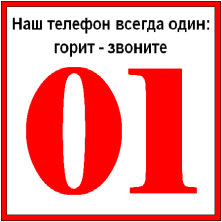 Наш телефон всегда один:
горит - звоните
01